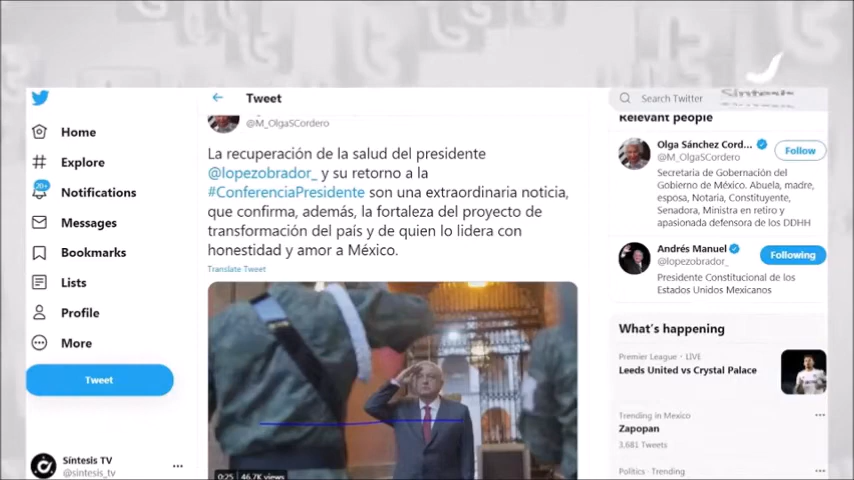 Síntesis
Tweet
@M_OlgaSCordero
La recuperación de la salud del presidente
@lopezobrador_ y su retorno a la
#ConferenciaPresidente son una extraordinaria noticia,
que confirma, además, la fortaleza del proyecto de
transformación del país y de quien lo lidera con
honestidad y amor a México.
Translate Tweet
0:25 46.7K views
Home
Explore
20+
Notifications
Messages
Bookmarks
Lists
Profile
More
Tweet
Síntesis TV
@sintesis_tv
Search Twitter
Relevant people
Olga Sánchez Cord...
@M_OlgaSCordero
Follow
Secretaria de Gobernación del
Gobierno de México. Abuela, madre,
esposa, Notaria, Constituyente,
Senadora, Ministra en retiro y
apasionada defensora de los DDHH
Andrés Manuel
@lopezobrador_
Following
Presidente Constitucional de los
Estados Unidos Mexicanos
What's happening
Premier League · LIVE
Leeds United vs Crystal Palace
Trending in Mexico
Zapopan
3,681 Tweets
Politics · Trending